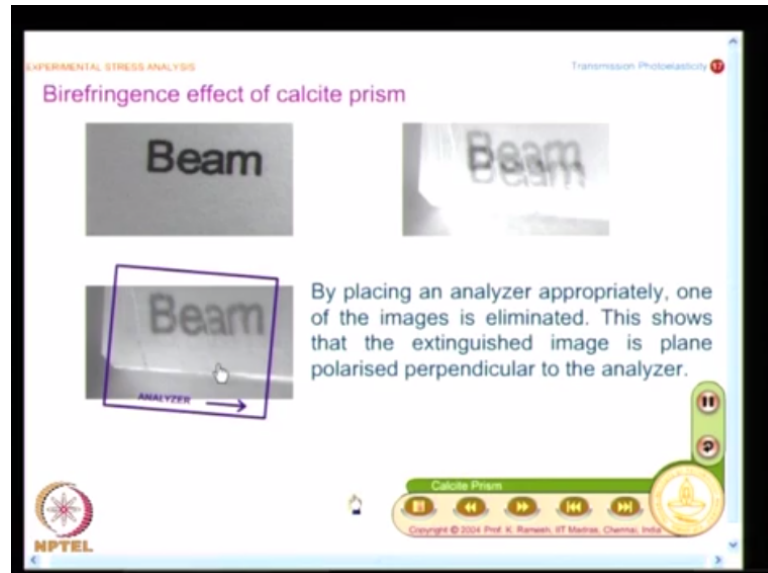 EXPERIMENTAL STRESS ANALYSIS
Transmission Photoelasticity 17
Birefringence effect of calcite prism
Beam
Beam
Beam
Beam
ANALYZER
By placing an analyzer appropriately, one
of the images is eliminated. This shows
that the extinguished image is plane
polarised perpendicular to the analyzer.
Calcite Prism
Copyright © 2004 Prof. K. Ramesh, IIT Madras, Chennai, India
NPTEL